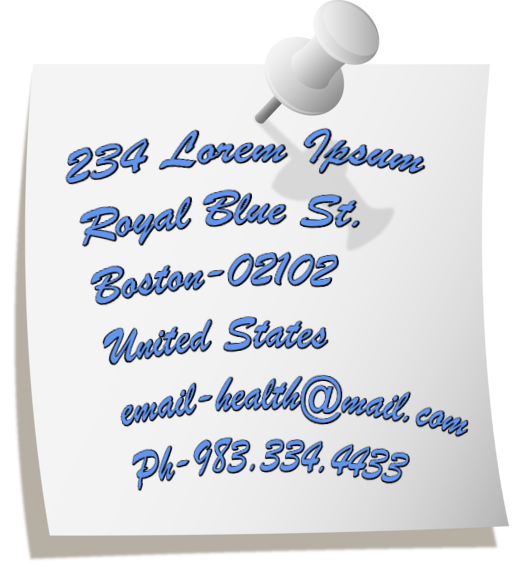 234 Lorem Ipsum
Royal Blue St.
Boston-02102
United States
email-health@mail.com
Ph-983.334.4433